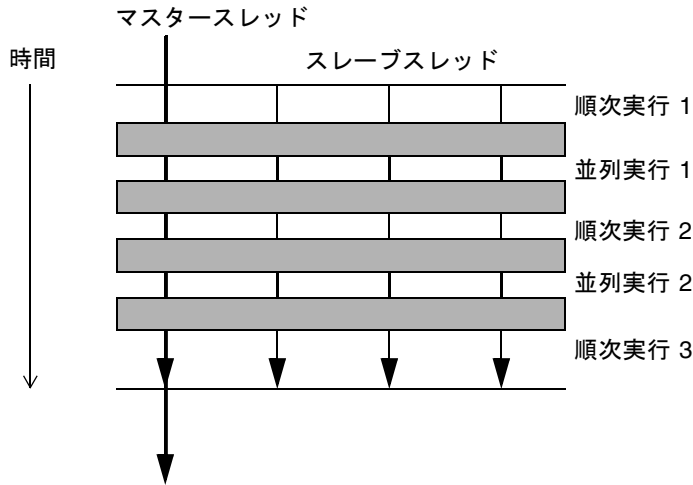 マスタースレッド
時間
スレーブスレッド
順次実行 1
並列実行 1
順次実行 2
並列実行 2
順次実行 3